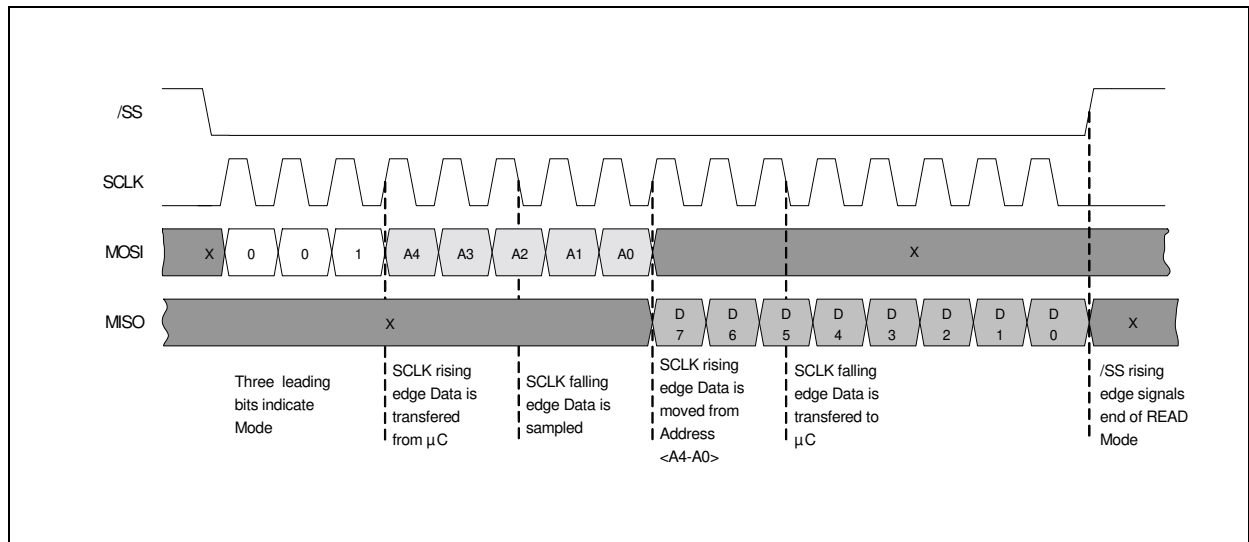 /SS
SCLK
MOSI
X
0
0
1
A4
A3
A2
A1
A0
X
MISO
X
D
7
D
6
D
5
D
4
D
3
D
2
D
1
D
0
X
Three leading
bits indicate
Mode
SCLK rising
edge Data is
transfered
from μC
SCLK falling
edge Data is
sampled
SCLK rising
edge Data is
moved from
Address
<A4-A0>
SCLK falling
edge Data is
transfered to
μC
/SS rising
edge signals
end of READ
Mode